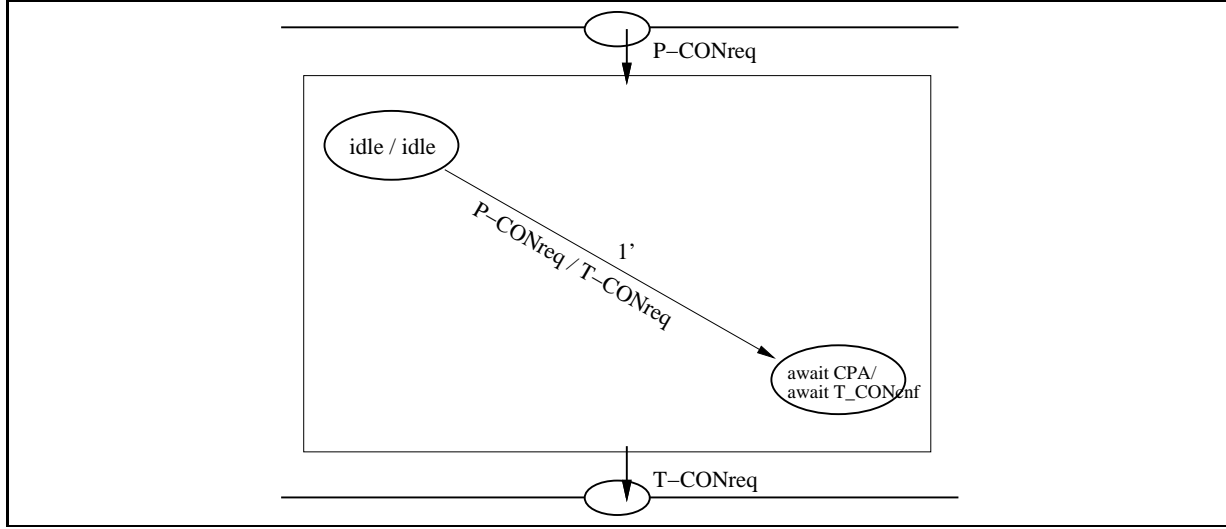 P–CONreq
idle / idle
1’
P–CONreq / T–CONreq
await CPA/
await T_CONcnf
T–CONreq